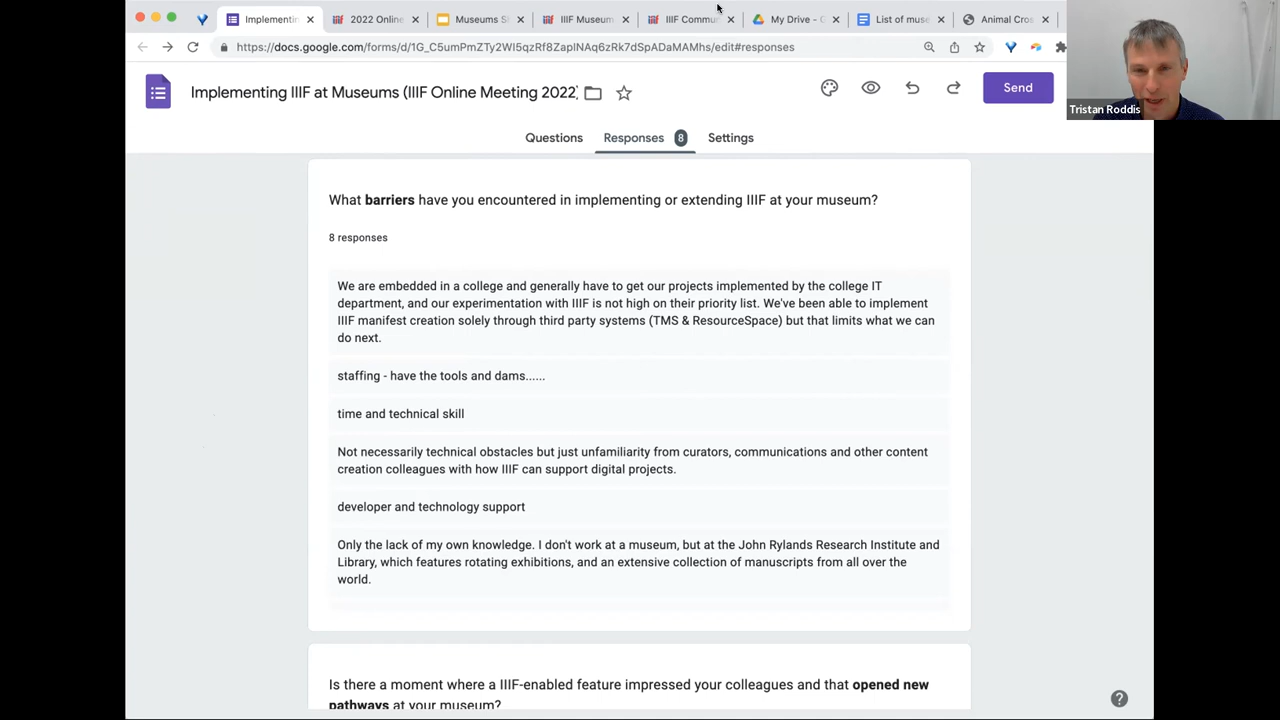 Implementin
2022 Online
Museums S
IIIF Museum
IIIF Commu
My Drive - G
List of muse
Animal Cros
https://docs.google.com/forms/d/1G_C5umPmZTy2WI5qzRf8ZaplNAq6zRk7dSpADaMAMhs/edit#responses
Implementing IIIF at Museums (IIIF Online Meeting 2022)
Send
Tristan Roddis
Questions
Responses 8
Settings
What barriers have you encountered in implementing or extending IIIF at your museum?
8 responses
We are embedded in a college and generally have to get our projects implemented by the college IT
department, and our experimentation with IIIF is not high on their priority list. We've been able to implement
IIIF manifest creation solely through third party systems (TMS & ResourceSpace) but that limits what we can
do next.
staffing - have the tools and dams......
time and technical skill
Not necessarily technical obstacles but just unfamiliarity from curators, communications and other content
creation colleagues with how IIIF can support digital projects.
developer and technology support
Only the lack of my own knowledge. I don't work at a museum, but at the John Rylands Research Institute and
Library, which features rotating exhibitions, and an extensive collection of manuscripts from all over the
world.
Is there a moment where a IIIF-enabled feature impressed your colleagues and that opened new
pathways at your museum?